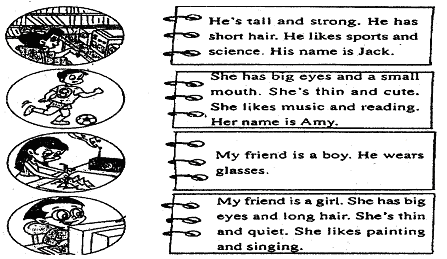 He's tall and strong. He has
short hair. He likes sports and
science. His name is Jack.
She has big eyes and a small
mouth. She's thin and cute.
She likes music and reading.
Her name is Amy.
My friend is a boy. He wears
glasses.
My friend is a girl. She has big
eyes and long hair. She's thin
and quiet. She likes painting
and singing.